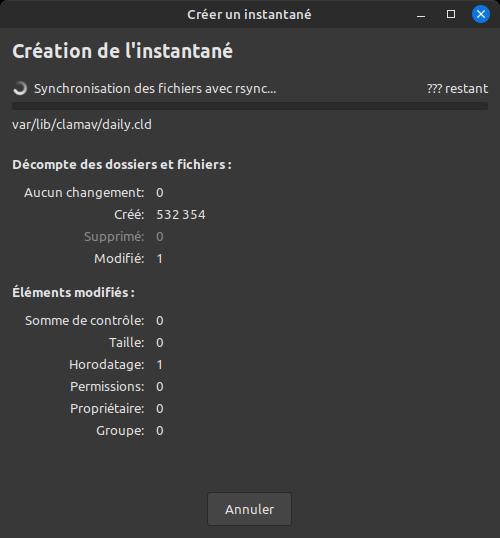 Créer un instantané
Création de l'instantané
Synchronisation des fichiers avec rsync... ??? restant
var/lib/clamav/daily.cld
Décompte des dossiers et fichiers :
Aucun changement: 0
Créé: 532 354
Supprimé: 0
Modifié: 1
Éléments modifiés :
Somme de contrôle: 0
Taille: 0
Horodatage: 1
Permissions: 0
Propriétaire: 0
Groupe: 0
Annuler